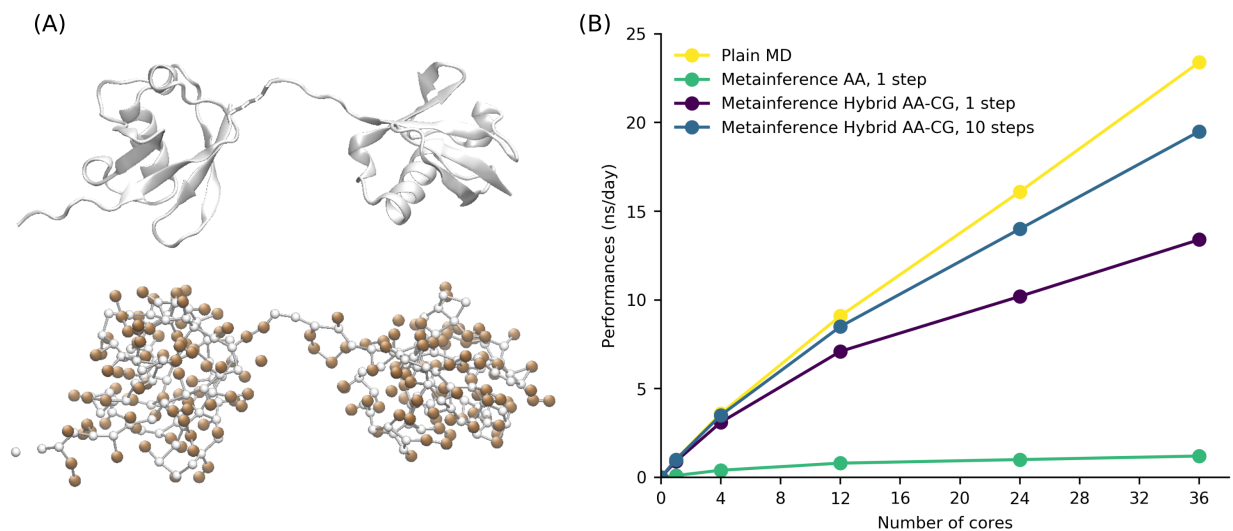 (A)
(B)
25
20
15
10
5
0
Performances (ns/day)
Plain MD
Metainference AA, 1 step
Metainference Hybrid AA-CG, 1 step
Metainference Hybrid AA-CG, 10 steps
0 4 8 12 16 20 24 28 32 36
Number of cores